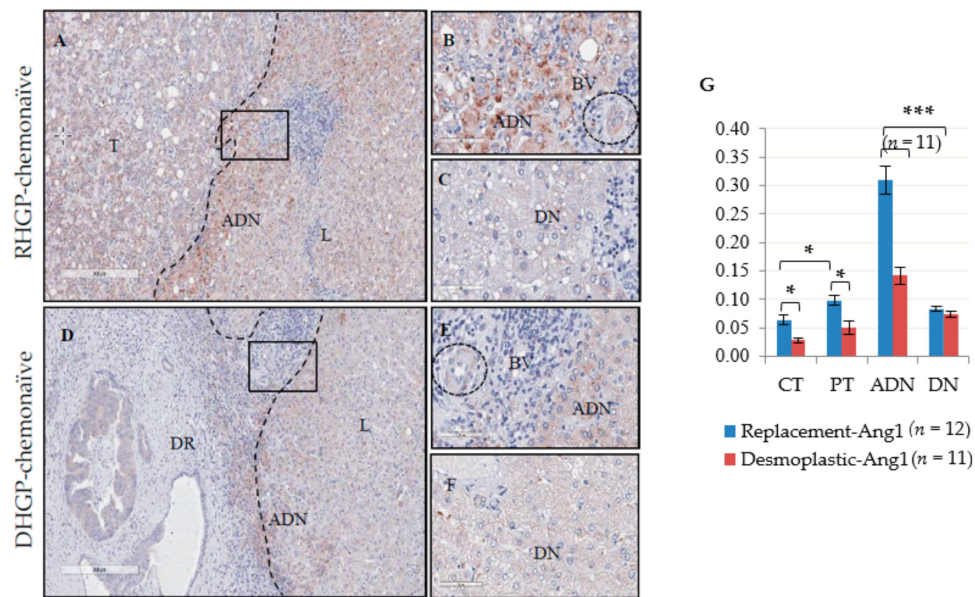 RHGP-chemonaïve
A
T
ADN
L
B
BV
ADN
C
DN
DHGP-chemonaïve
D
DR
L
ADN
E
BV
ADN
F
DN
G
***
(n = 11)
0.40
0.35
0.30
0.25
0.20
0.15
0.10
0.05
0.00
*
*
*
CT PT ADN DN
Replacement-Ang1 (n = 12)
Desmoplastic-Ang1 (n = 11)